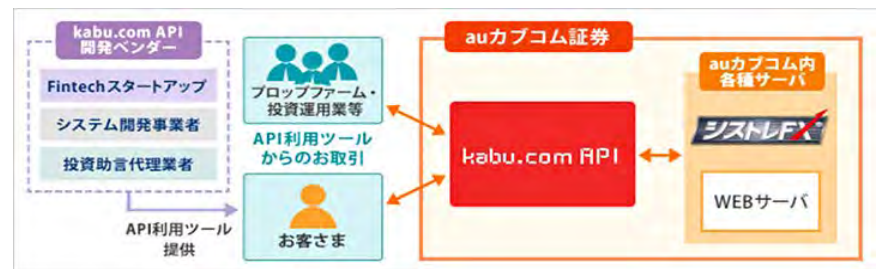 kabu.com API
開発ベンダー
Fintechスタートアップ
システム開発事業者
投資助言代理業者
API利用ツール
提供
プロップファーム・
投資運用業等
API利用ツール
からのお取引
お客さま
auカブコム証券
kabu.com API
auカブコム内
各種サーバ
シストレFX
WEBサーバ